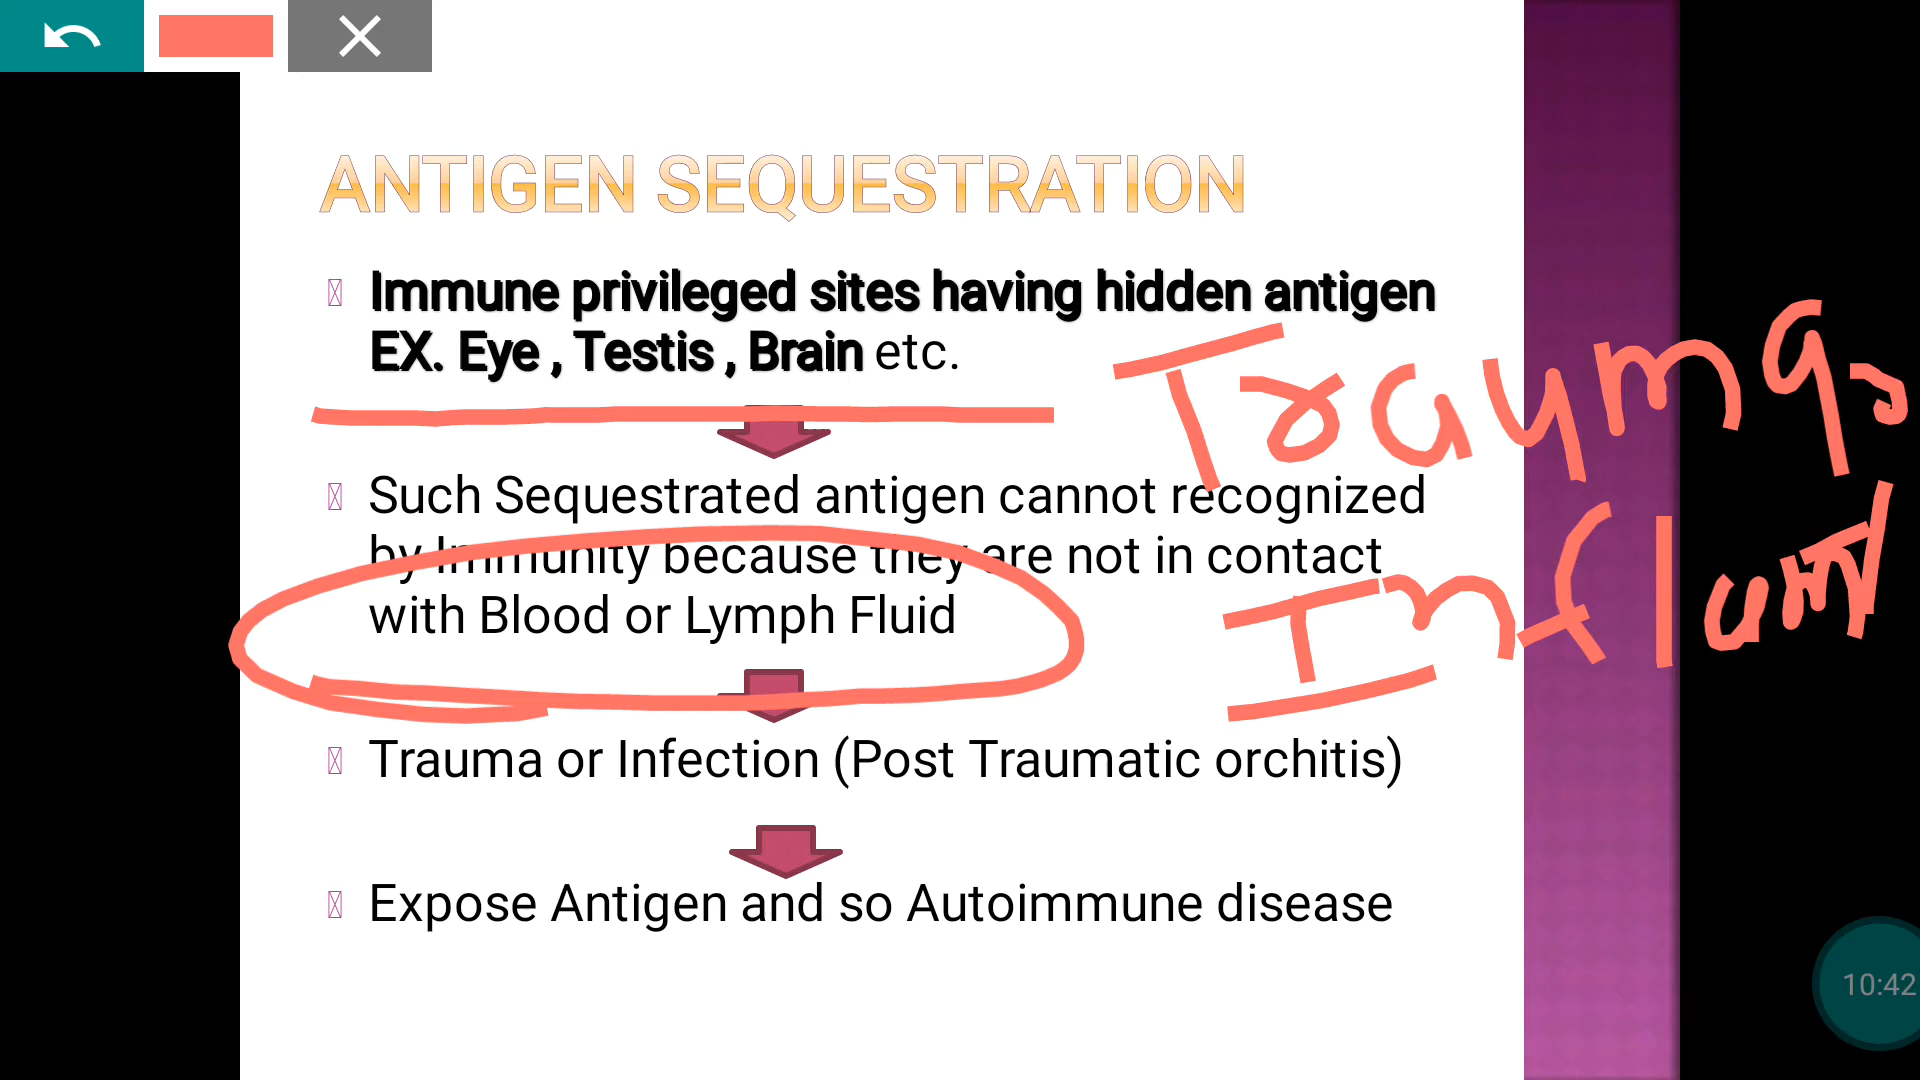 ANTIGEN SEQUESTRATION
Immune privileged sites having hidden antigen
EX. Eye , Testis , Brain etc.
Trauma,
Such Sequestrated antigen cannot recognized
by Immunity because they are not in contact
with Blood or Lymph Fluid
Trauma or Infection (Post Traumatic orchitis)
Expose Antigen and so Autoimmune disease
10:42